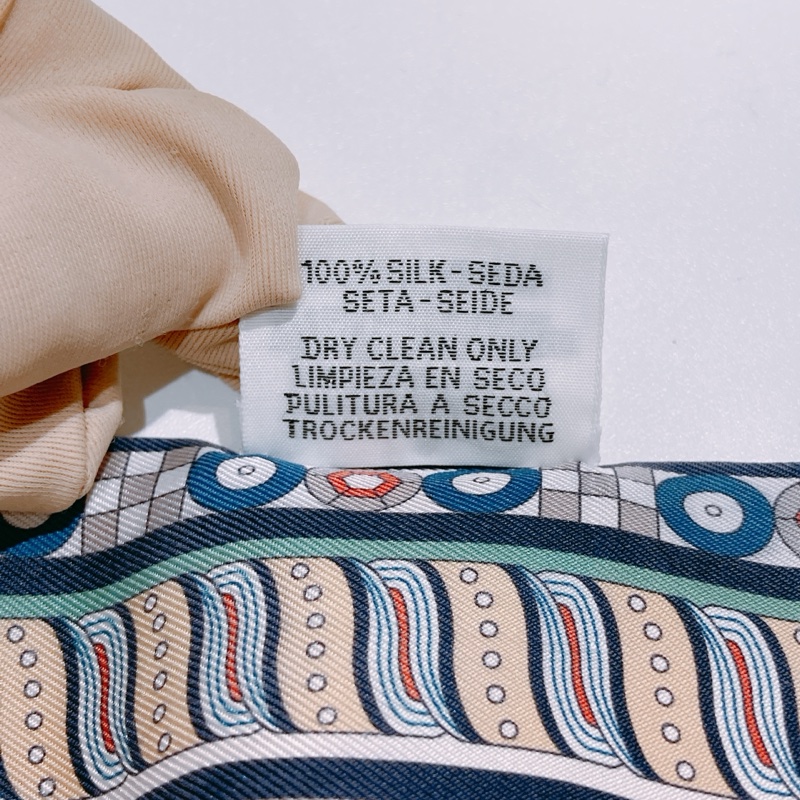 100% SILK - SEDA
SETA - SEIDE
DRY CLEAN ONLY
LIMPIEZA EN SECO
PULITURA A SECCO
TROCKENREINIGUNG